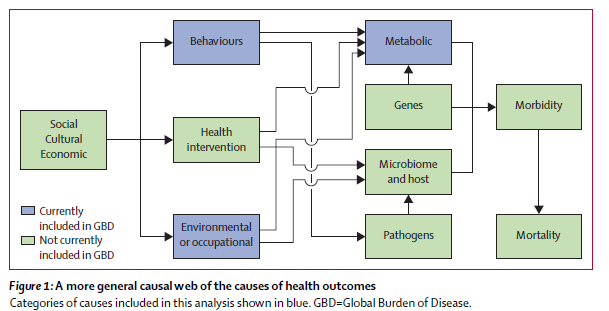 Behaviours
Metabolic
Genes
Morbidity
Social
Cultural
Economic
Health
intervention
Microbiome
and host
Currently
included in GBD
Not currently
included in GBD
Environmental
or occupational
Pathogens
Mortality
Figure 1: A more general causal web of the causes of health outcomes
Categories of causes included in this analysis shown in blue. GBD=Global Burden of Disease.